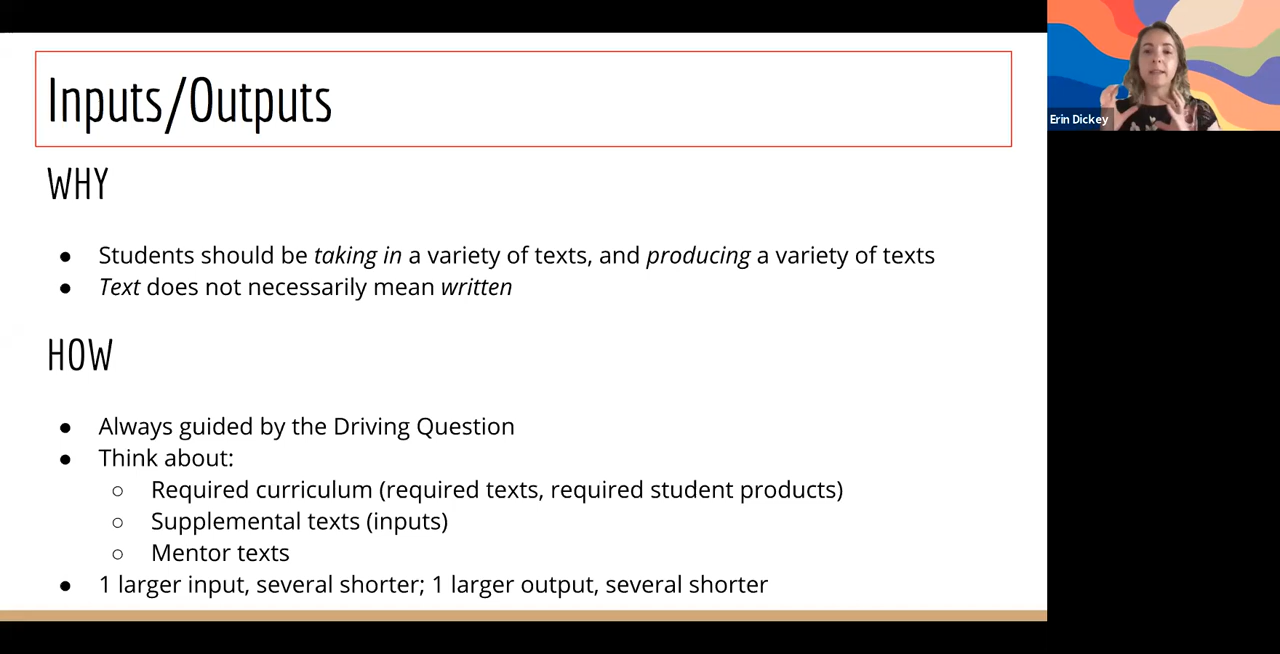 Inputs/Outputs
WHY
● Students should be taking in a variety of texts, and producing a variety of texts
● Text does not necessarily mean written
HOW
● Always guided by the Driving Question
● Think about:
○ Required curriculum (required texts, required student products)
○ Supplemental texts (inputs)
○ Mentor texts
● 1 larger input, several shorter; 1 larger output, several shorter
Erin Dickey